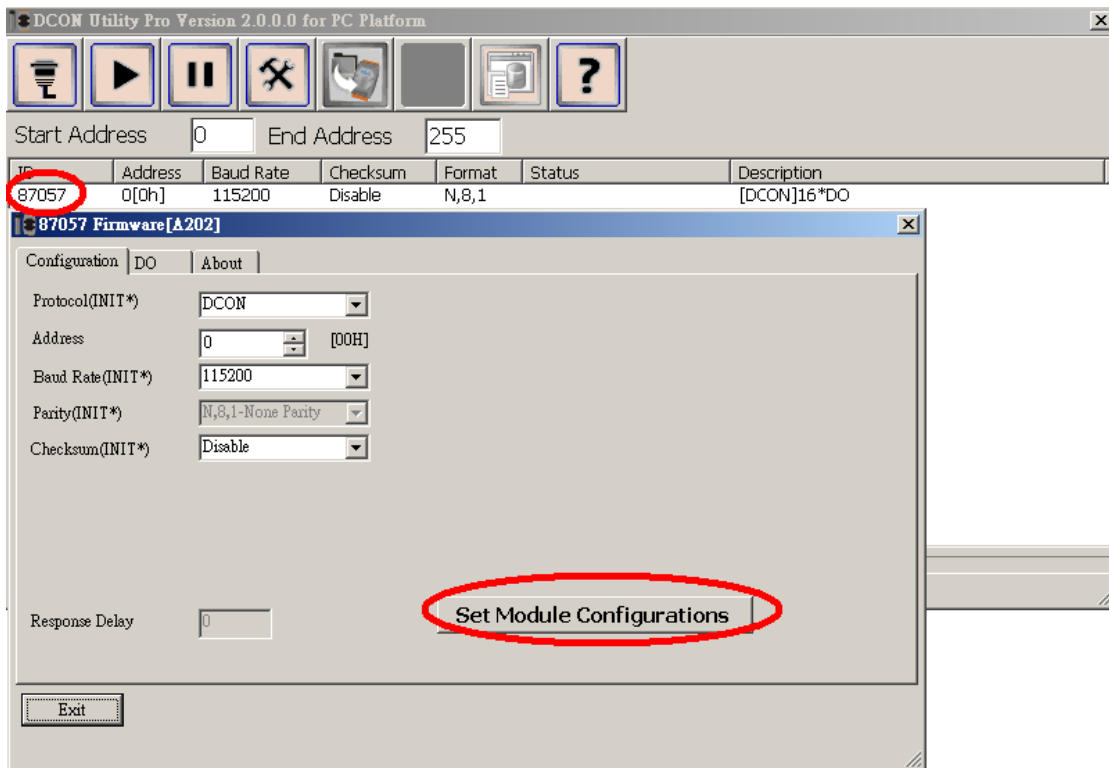 DCON Utility Pro Version 2.0.0.0 for PC Platform
?
Start Address 0 End Address 255
ID Address Baud Rate Checksum Format Status Description
87057 0[0h] 115200 Disable N,8,1 [DCON]16*DO
87057 Firmware[A202]
Configuration DO About
Protocol(INIT*) DCON
Address 0 [00H]
Baud Rate(INIT*) 115200
Parity(INIT*) N,8,1-None Parity
Checksum(INIT*) Disable
Response Delay 0 Set Module Configurations
Exit